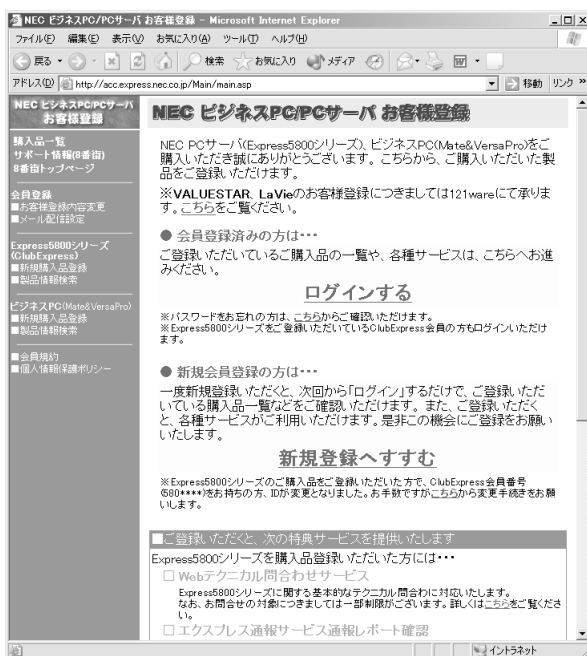 NEC ビジネスPC/PCサーバ お客様登録 - Microsoft Internet Explorer
ファイル(F) 編集(E) 表示(V) お気に入り(A) ツール(T) ヘルプ(H)
戻る 検索 お気に入り メディア
アドレス(D) http://acc.express.nec.co.jp/Main/main.asp 移動 リンク »
NEC ビジネスPC/PCサーバ
お客様登録
購入品一覧
サポート情報(8番街)
8番街トップページ
会員登録
■お客様登録内容変更
■メール配信設定
Express5800シリーズ
(ClubExpress)
■新規購入品登録
■製品情報検索
ビジネスPC(Mate&VersaPro)
■新規購入品登録
■製品情報検索
■会員規約
■個人情報保護ポリシー
NEC ビジネスPC/PCサーバ お客様登録
NEC PCサーバ(Express5800シリーズ)、ビジネスPC(Mate&VersaPro)をご
購入いただき誠にありがとうございます。こちらから、ご購入いただいた製
品をご登録いただけます。
※VALUESTAR, LaVieのお客様登録につきましては121wareにて承りま
す。こちらをご覧ください。
● 会員登録済みの方は・・・
ご登録いただいているご購入品の一覧や、各種サービスは、こちらへお進
みください。
ログインする
※パスワードをお忘れの方は、こちらからご確認いただけます。
※Express5800シリーズをご登録いただいているClubExpress会員の方もログインいただけ
ます。
● 新規会員登録の方は・・・
一度新規登録いただくと、次回から「ログイン」するだけで、ご登録いただ
いている購入品一覧などをご確認いただけます。また、ご登録いただく
と、各種サービスがご利用いただけます。是非この機会にご登録をお願い
いたします。
新規登録へすすむ
※Express5800シリーズのご購入品をご登録いただいた方で、ClubExpress会員番号
(580****)をお持ちの方、IDが変更となりました。お手数ですがこちらから変更手続きをお願
いします。
■ご登録いただくと、次の特典サービスを提供いたします
Express5800シリーズを購入品登録いただいた方には・・・
□ Webテクニカル問合わせサービス
Express5800シリーズに関する基本的なテクニカル問合わせに対応いたします。
なお、お問合せの対象につきましては一部制限がございます。詳しくはこちらをご覧くださ
い。
□ エクスプレス通報サービス通報レポート確認
イントラネット